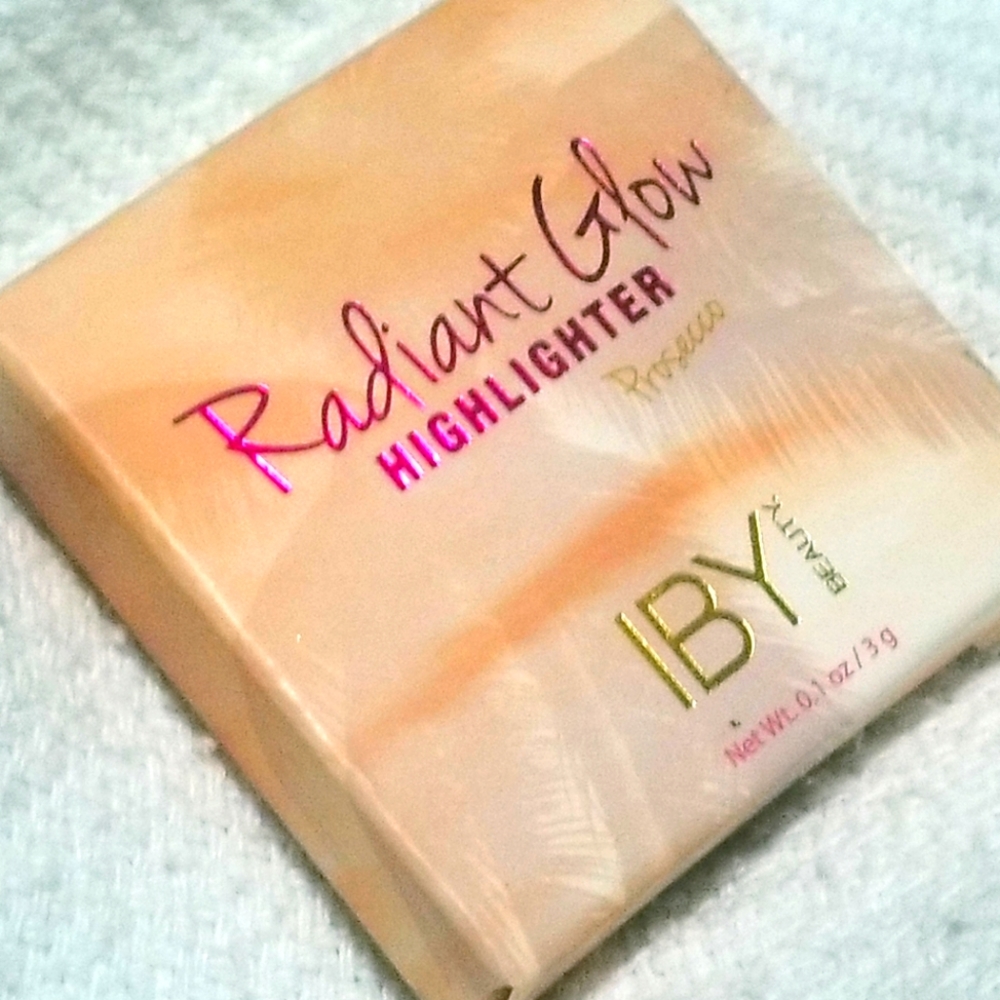 Radiant Glow
HIGHLIGHTER
Prosecco
IBY
BEAUTY
Net Wt. 0.1 oz / 3 g